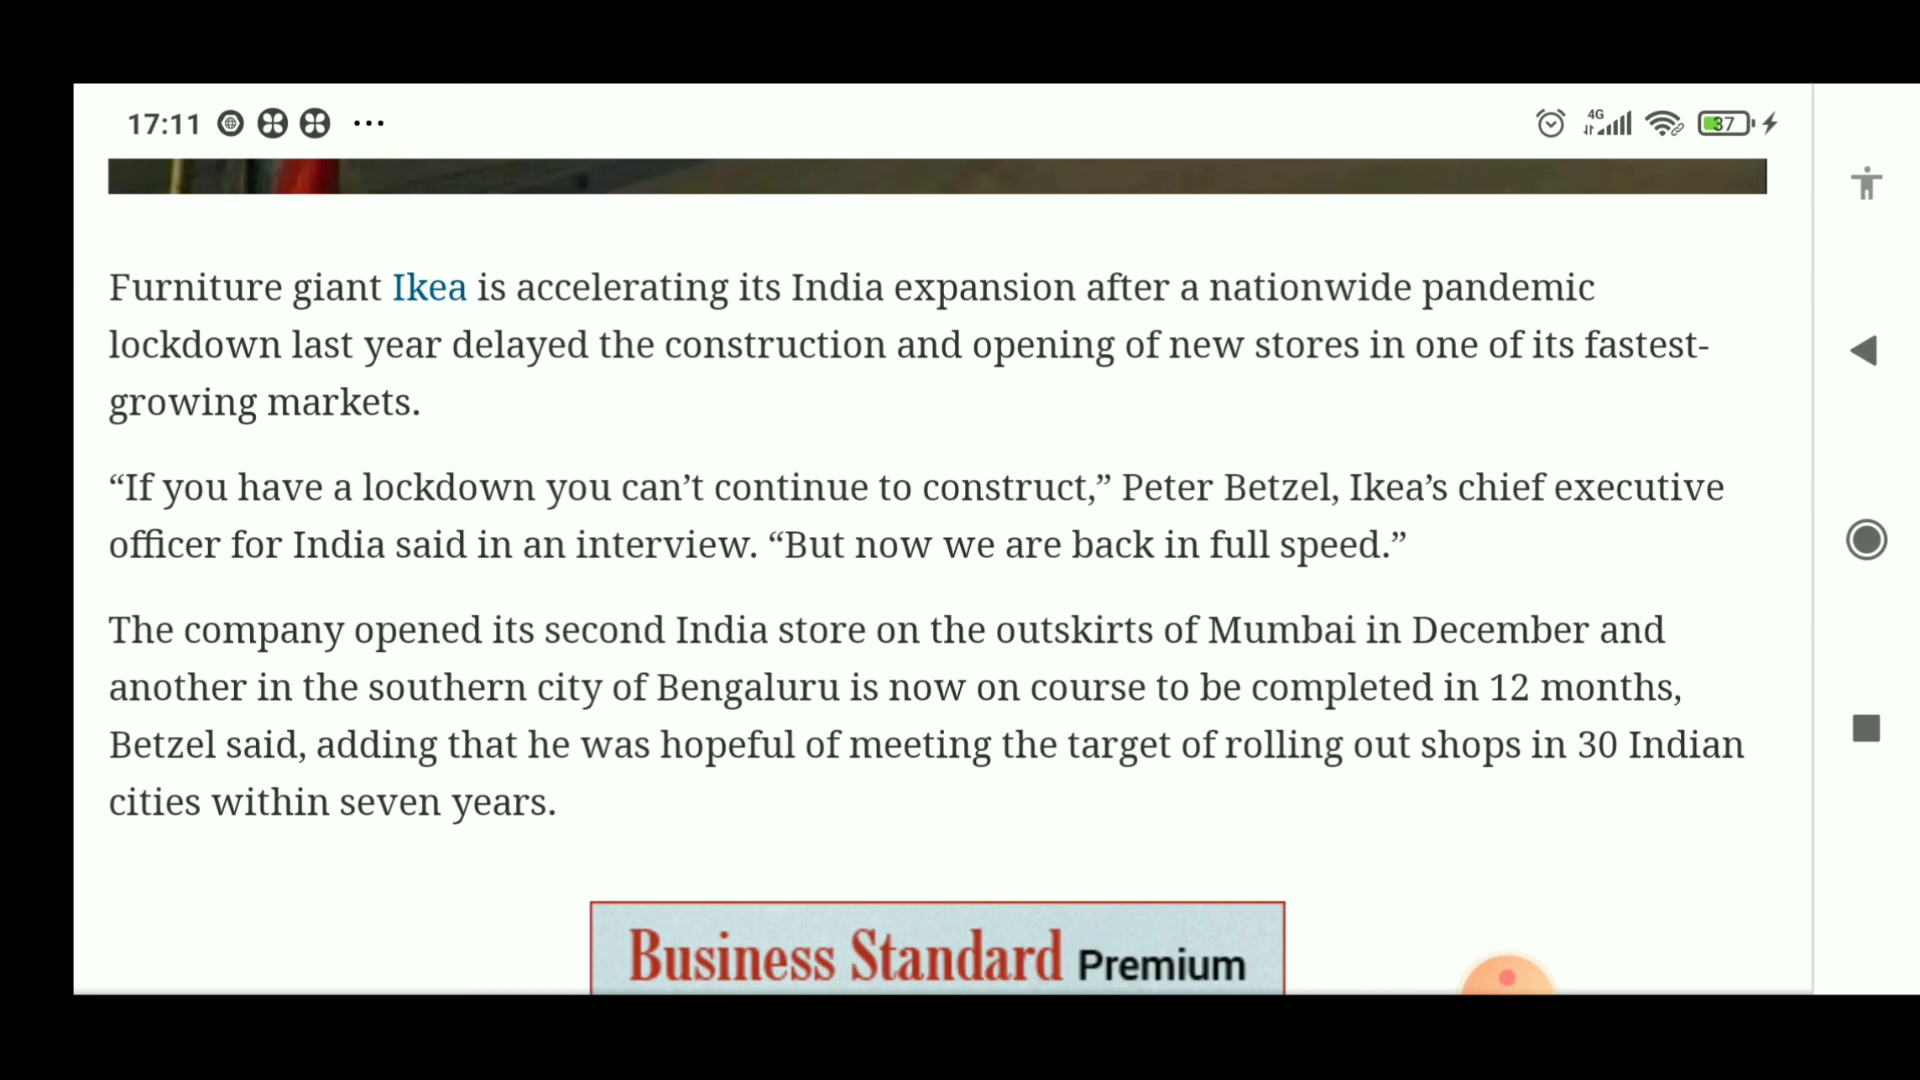 17:11 ... 4G 37
Furniture giant Ikea is accelerating its India expansion after a nationwide pandemic
lockdown last year delayed the construction and opening of new stores in one of its fastest-
growing markets.
“If you have a lockdown you can’t continue to construct,” Peter Betzel, Ikea’s chief executive
officer for India said in an interview. “But now we are back in full speed.”
The company opened its second India store on the outskirts of Mumbai in December and
another in the southern city of Bengaluru is now on course to be completed in 12 months,
Betzel said, adding that he was hopeful of meeting the target of rolling out shops in 30 Indian
cities within seven years.
Business Standard Premium